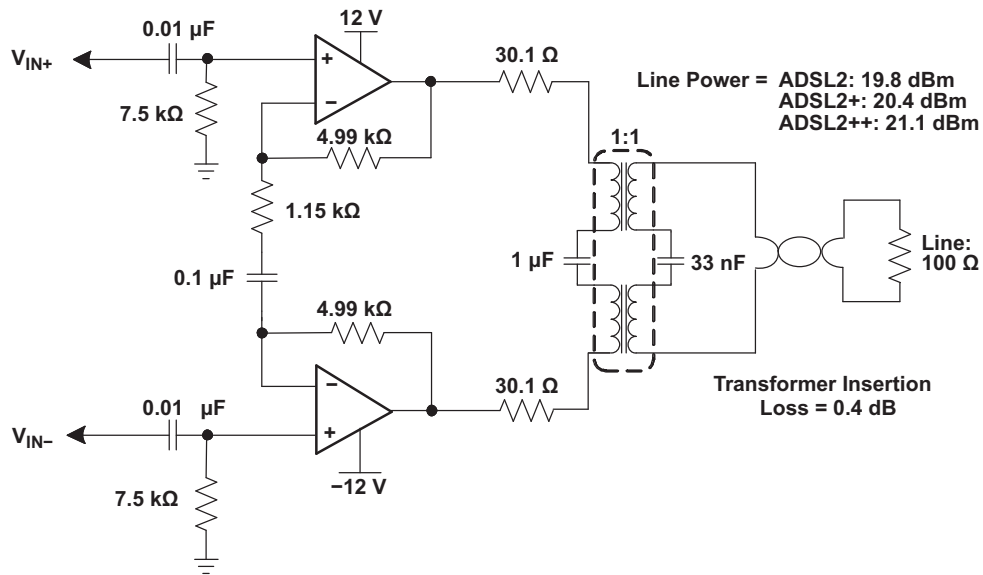 12 V
0.01 µF
VIN+
7.5 kΩ
+
−
4.99 kΩ
30.1 Ω
Line Power = ADSL2: 19.8 dBm
ADSL2+: 20.4 dBm
ADSL2++: 21.1 dBm
1:1
1.15 kΩ
0.1 µF
1 µF
33 nF
Line:
100 Ω
4.99 kΩ
30.1 Ω
−
+
0.01 µF
VIN−
7.5 kΩ
−12 V
Transformer Insertion
Loss = 0.4 dB